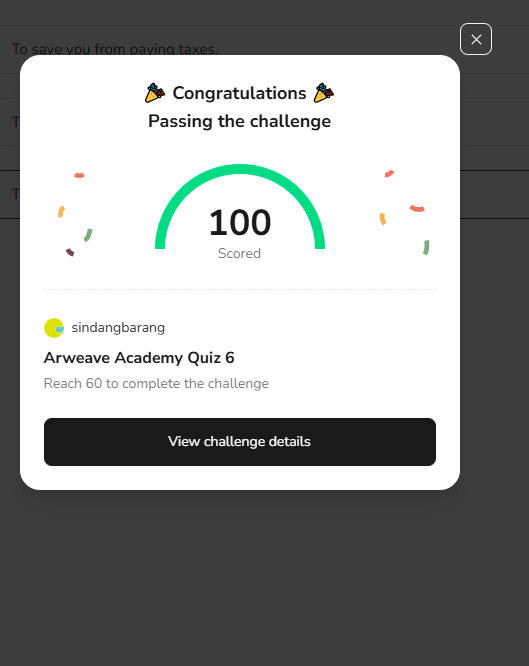 To save you from paying taxes.
Congratulations
Passing the challenge
100
Scored
sindangbarang
Arweave Academy Quiz 6
Reach 60 to complete the challenge
View challenge details